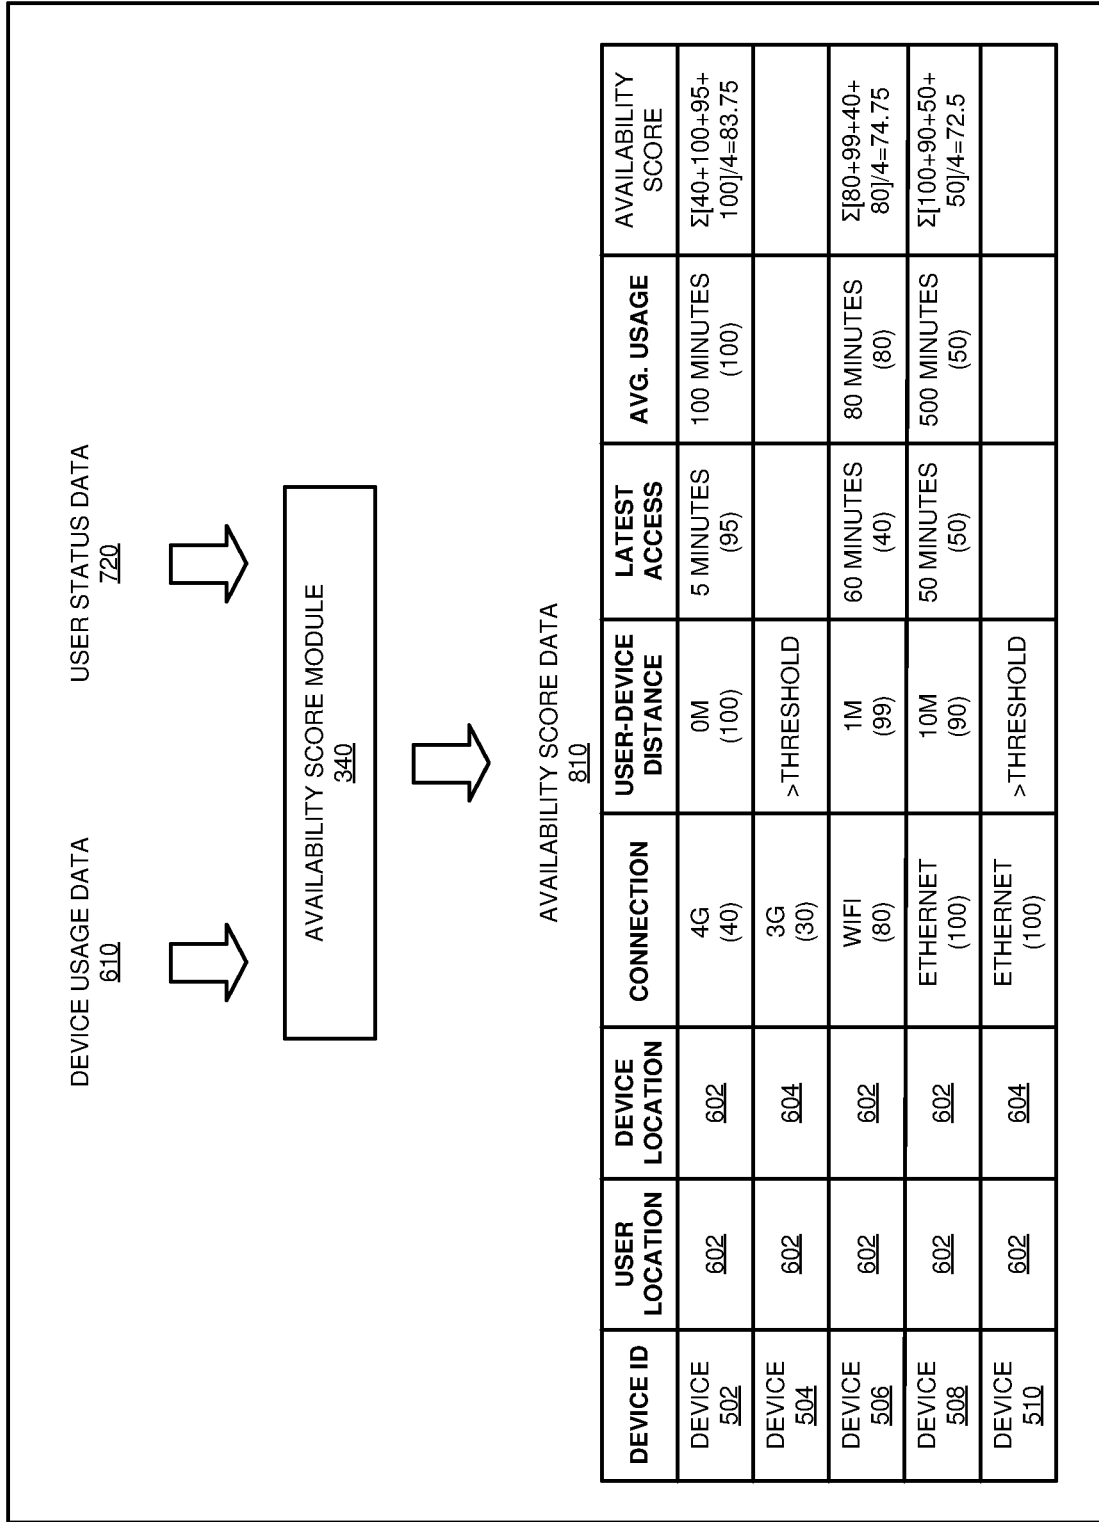 DEVICE USAGE DATA
610
USER STATUS DATA
720
AVAILABILITY SCORE MODULE
340
AVAILABILITY SCORE DATA
810
DEVICE ID
USER
LOCATION
DEVICE
LOCATION
CONNECTION
USER-DEVICE
DISTANCE
LATEST
ACCESS
AVG. USAGE
AVAILABILITY
SCORE
DEVICE
502
602
602
4G
(40)
0M
(100)
5 MINUTES
(95)
100 MINUTES
(100)
Σ[40+100+95+
100]/4=83.75
DEVICE
504
602
604
3G
(30)
>THRESHOLD
DEVICE
506
602
602
WIFI
(80)
1M
(99)
60 MINUTES
(40)
80 MINUTES
(80)
Σ[80+99+40+
80]/4=74.75
DEVICE
508
602
602
ETHERNET
(100)
10M
(90)
50 MINUTES
(50)
500 MINUTES
(50)
Σ[100+90+50+
50]/4=72.5
DEVICE
510
602
604
ETHERNET
(100)
>THRESHOLD